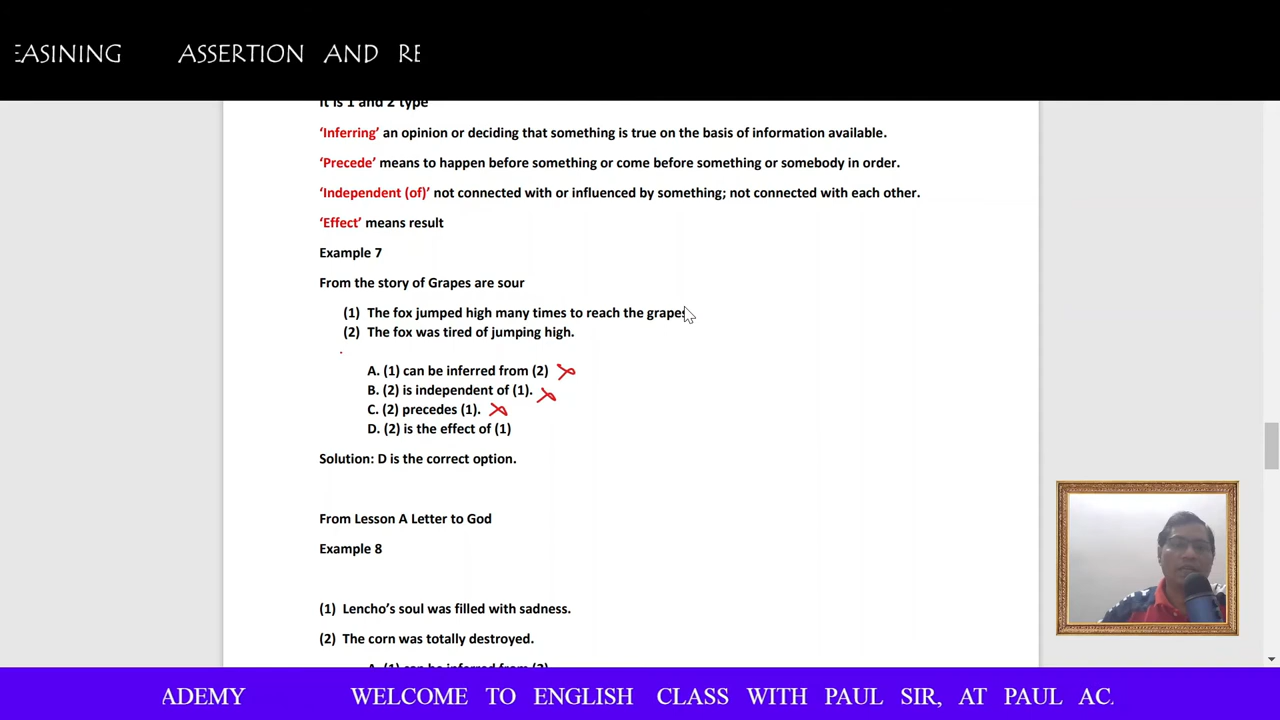 EASINING ASSERTION AND RE
It is 1 and 2 type
‘Inferring’ an opinion or deciding that something is true on the basis of information available.
‘Precede’ means to happen before something or come before something or somebody in order.
‘Independent (of)’ not connected with or influenced by something; not connected with each other.
‘Effect’ means result
Example 7
From the story of Grapes are sour
(1) The fox jumped high many times to reach the grapes
(2) The fox was tired of jumping high.
A. (1) can be inferred from (2)
B. (2) is independent of (1).
C. (2) precedes (1).
D. (2) is the effect of (1)
Solution: D is the correct option.
From Lesson A Letter to God
Example 8
(1) Lencho’s soul was filled with sadness.
(2) The corn was totally destroyed.
A. (1) can be inferred from (2)
ADEMY WELCOME TO ENGLISH CLASS WITH PAUL SIR, AT PAUL AC